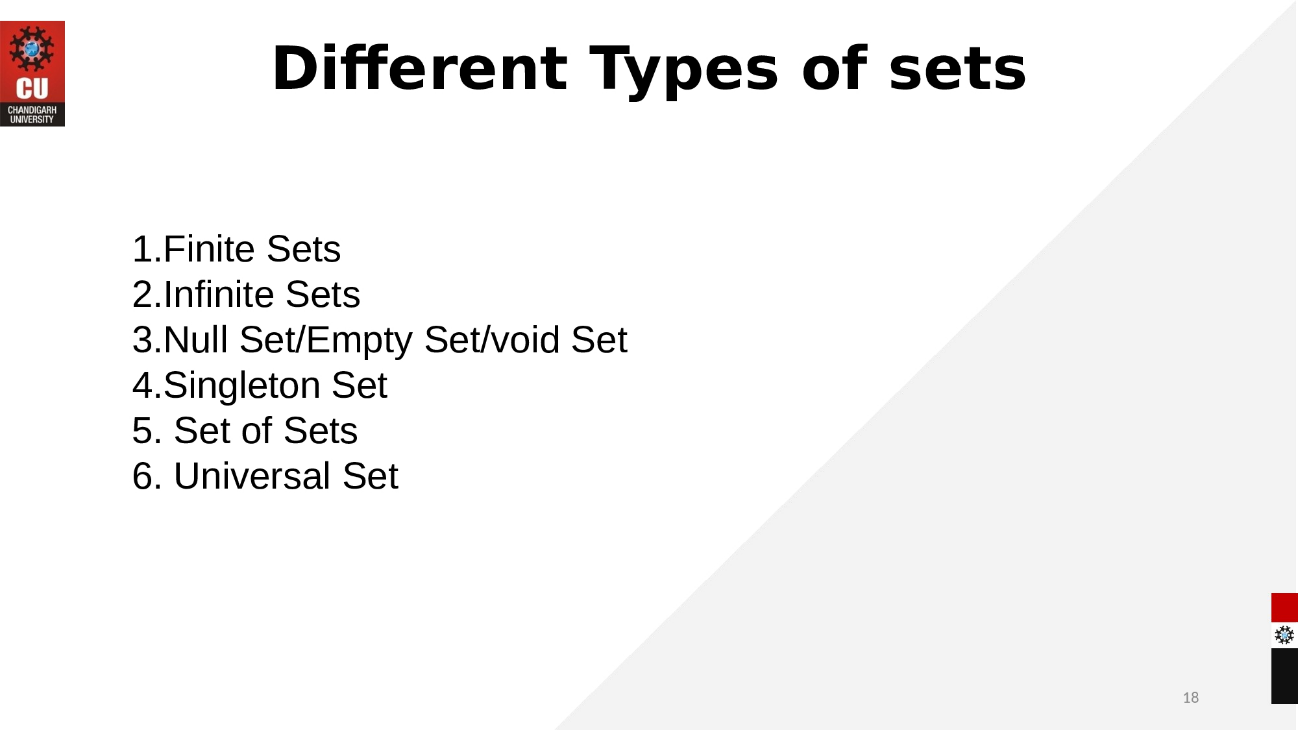 CU
CHANDIGARH
UNIVERSITY
Different Types of sets
1.Finite Sets
2.Infinite Sets
3.Null Set/Empty Set/void Set
4.Singleton Set
5. Set of Sets
6. Universal Set
18